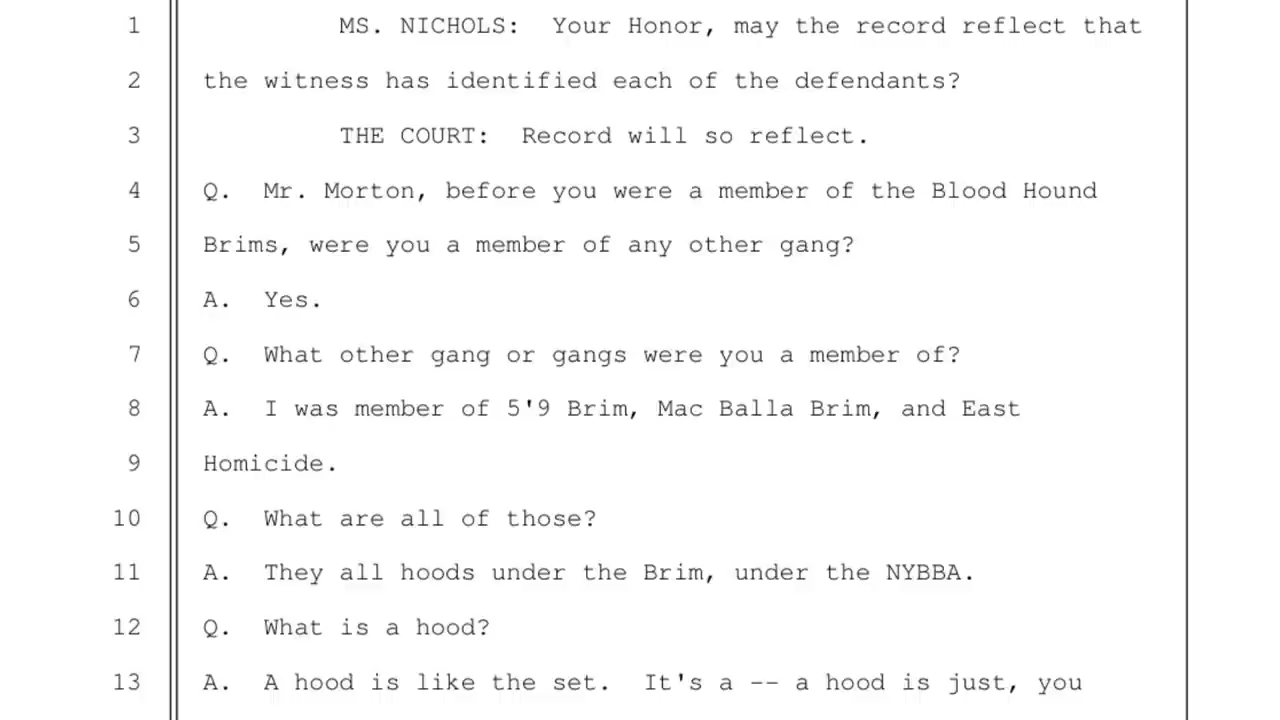 1 MS. NICHOLS: Your Honor, may the record reflect that
2 the witness has identified each of the defendants?
3 THE COURT: Record will so reflect.
4 Q. Mr. Morton, before you were a member of the Blood Hound
5 Brims, were you a member of any other gang?
6 A. Yes.
7 Q. What other gang or gangs were you a member of?
8 A. I was member of 5'9 Brim, Mac Balla Brim, and East
9 Homicide.
10 Q. What are all of those?
11 A. They all hoods under the Brim, under the NYBBA.
12 Q. What is a hood?
13 A. A hood is like the set. It's a -- a hood is just, you